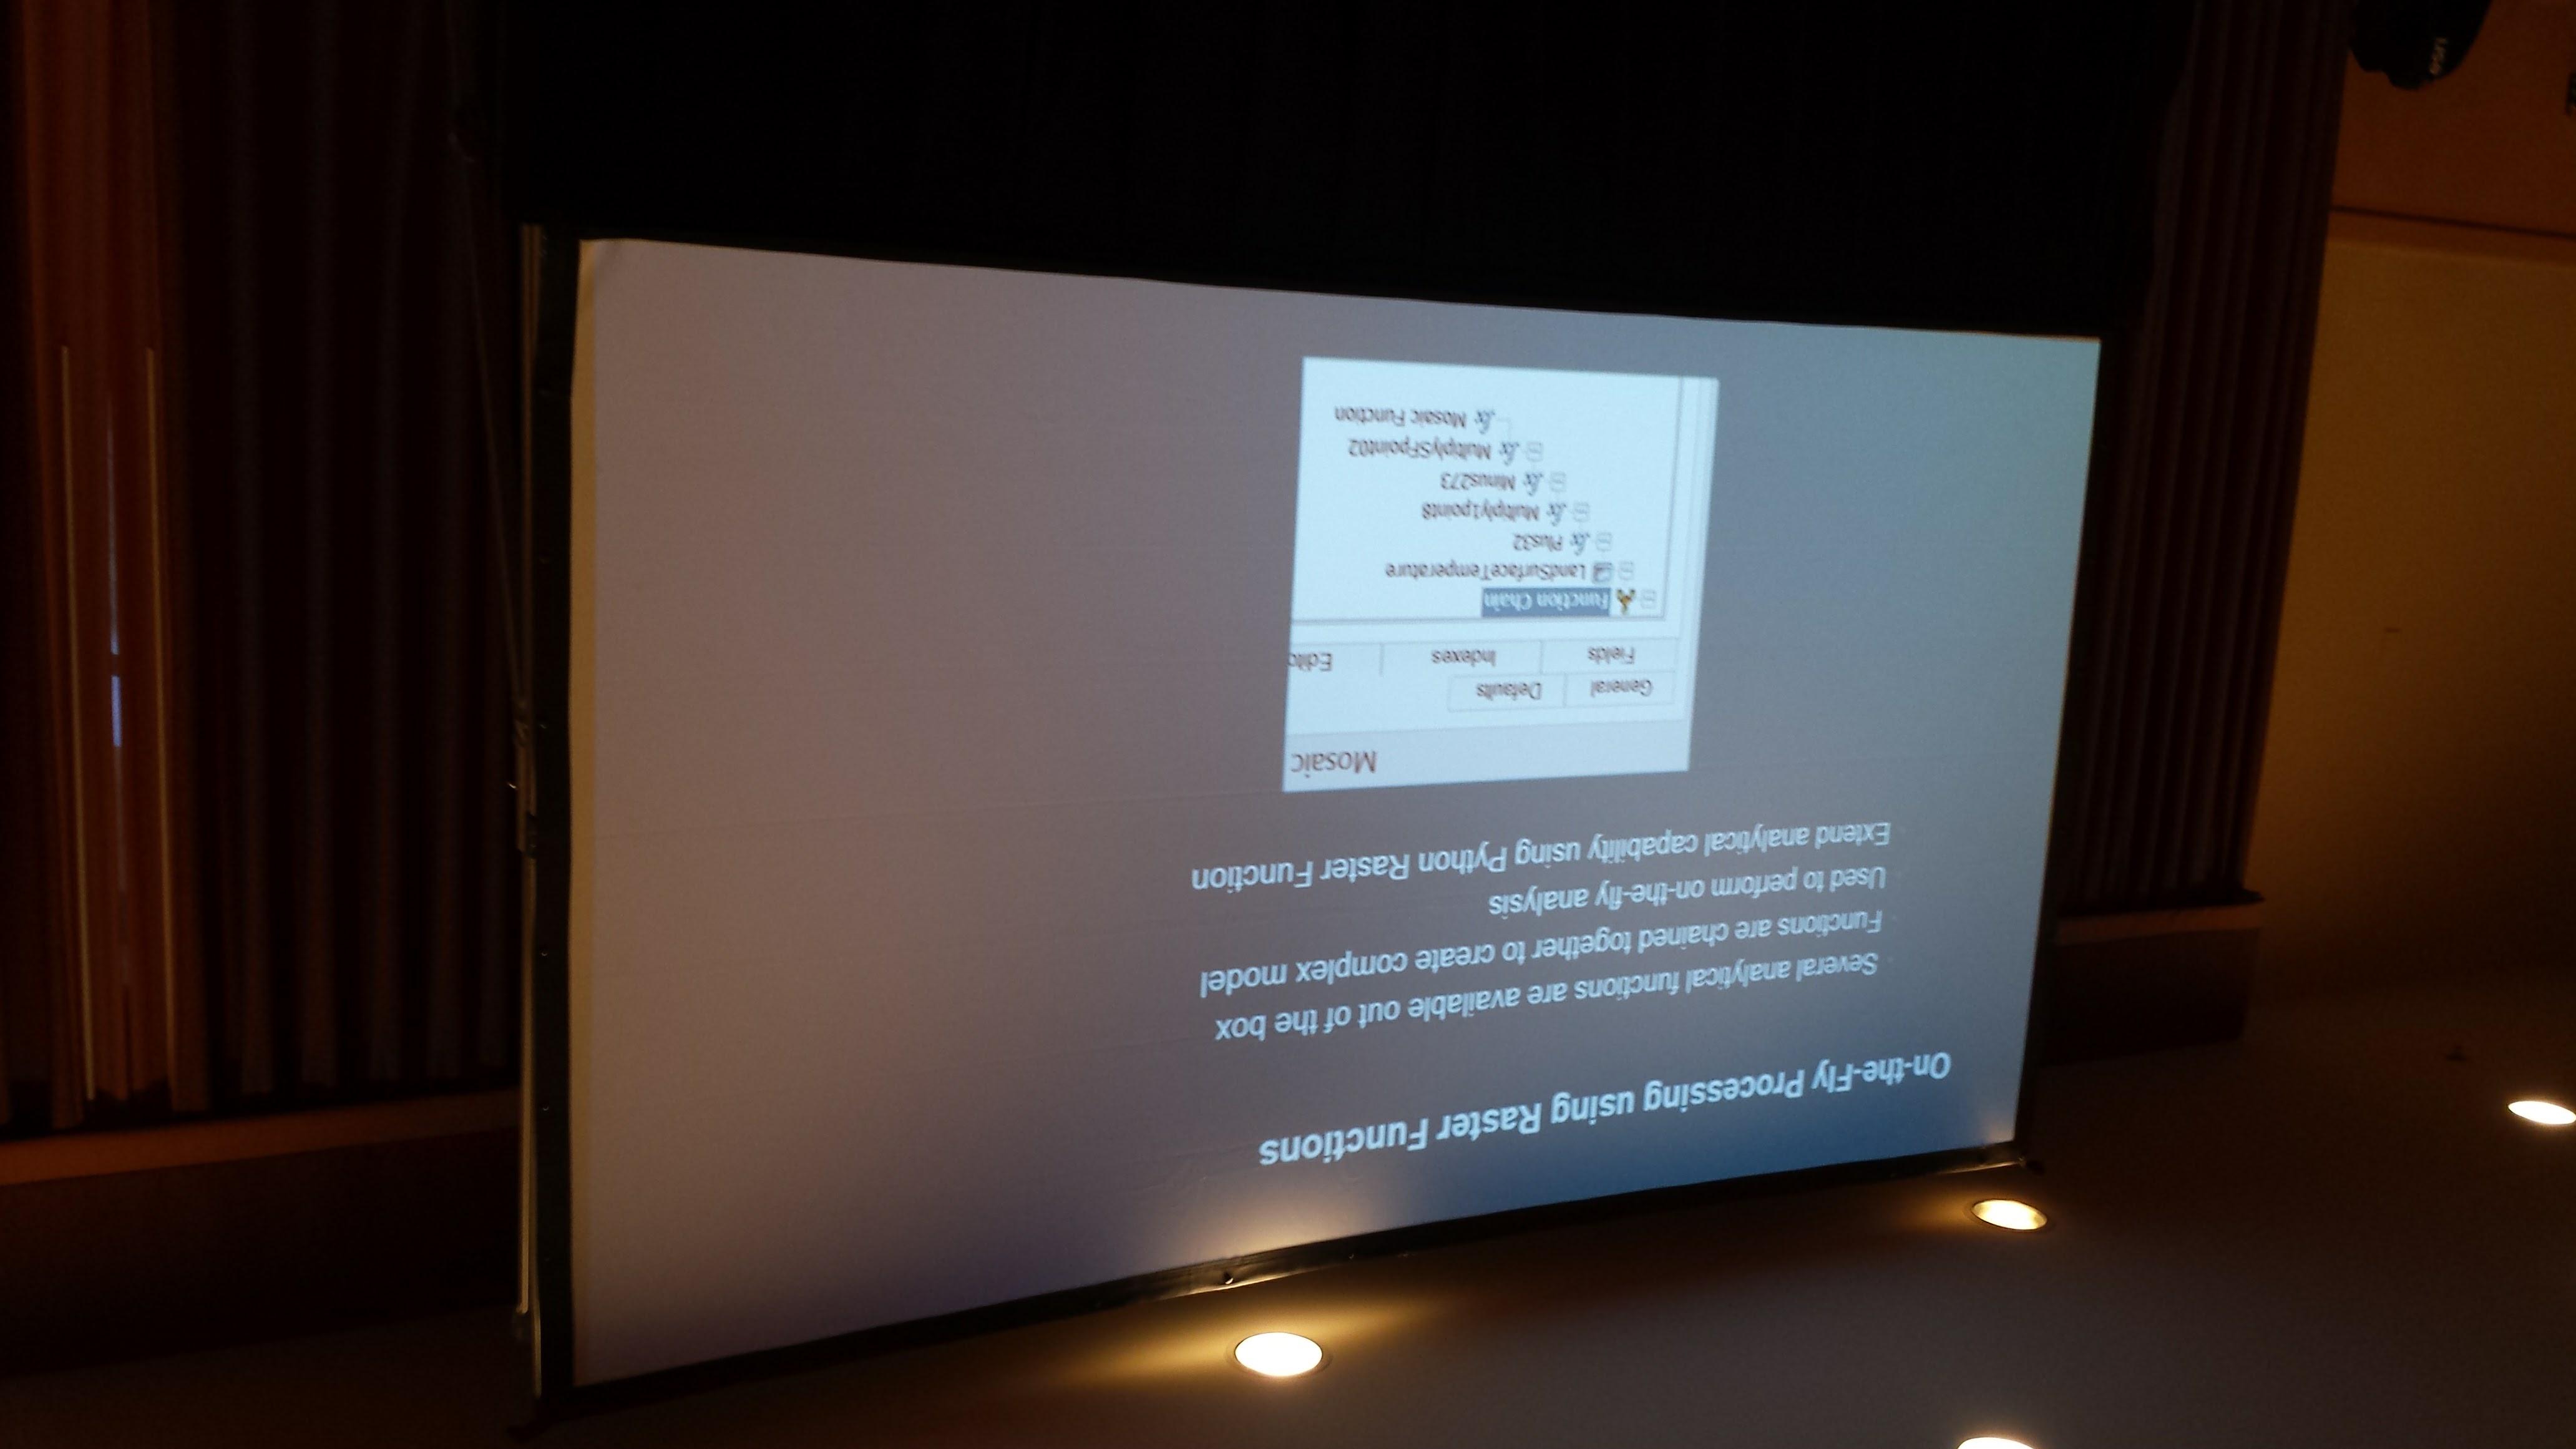 On-the-Fly Processing using Raster Functions
Several analytical functions are available out of the box
Functions are chained together to create complex model
Used to perform on-the-fly analysis
Extend analytical capability using Python Raster Function
Mosaic
General Defaults
Fields Indexes Edito
Function Chain
LandSurfaceTemperature
fx Plus32
fx Multiply1point8
fx Minus273
fx MultiplySFpoint02
fx Mosaic Function
esri